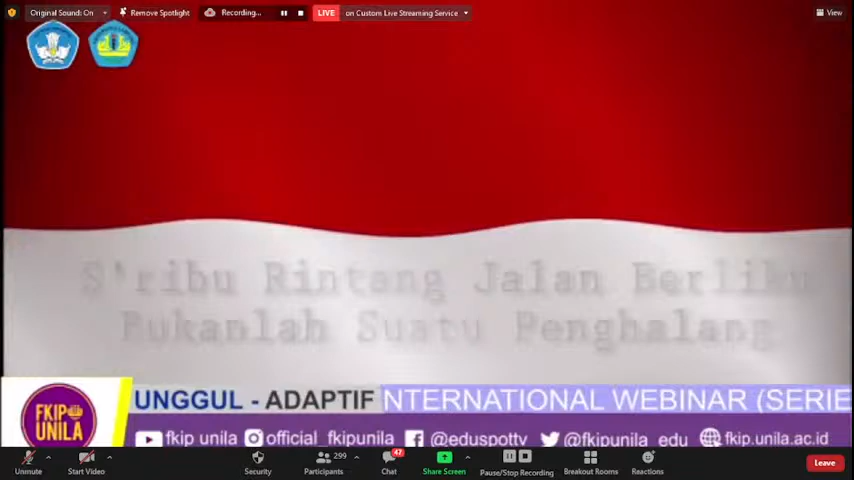 Original Sound: On
Remove Spotlight
Recording...
LIVE on Custom Live Streaming Service
View
S'ribu Rintang Jalan Berliku
Bukanlah Suatu Penghalang
FKIP
UNILA
UNGGUL - ADAPTIF NTERNATIONAL WEBINAR (SERIE
fkip unila official_fkipunila @eduspottv @fkipunila_edu fkip.unila.ac.id
Unmute
Start Video
Security
Participants 299
Chat 47
Share Screen
Pause/Stop Recording
Breakout Rooms
Reactions
Leave